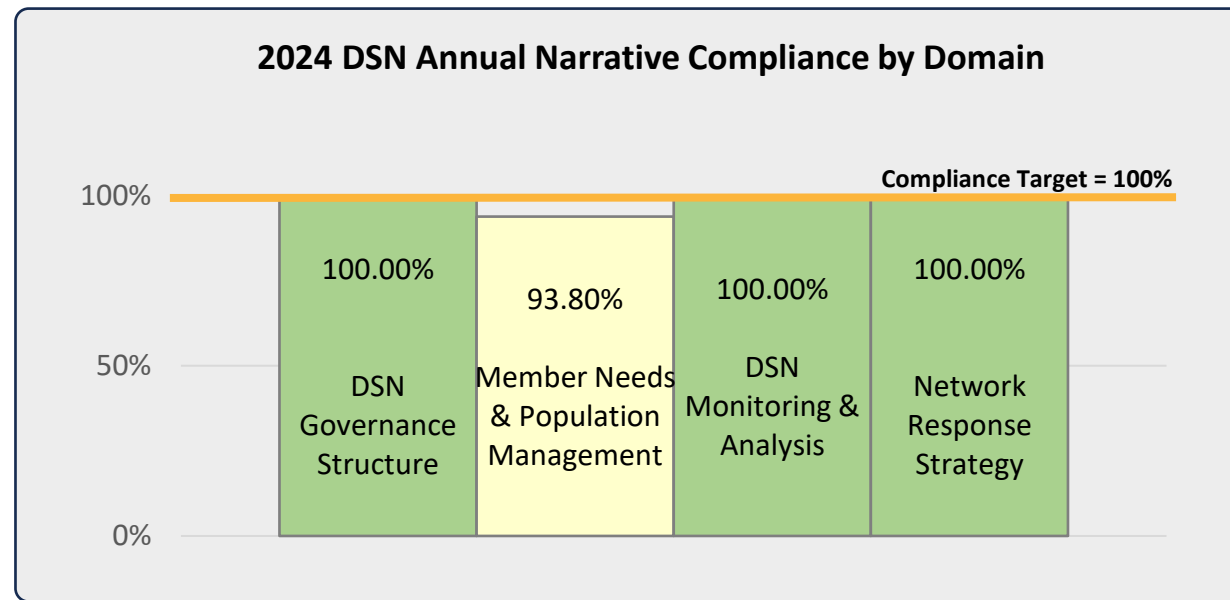 2024 DSN Annual Narrative Compliance by Domain
Compliance Target = 100%
100%
50%
0%
100.00%
DSN
Governance
Structure
93.80%
Member Needs
& Population
Management
100.00%
DSN
Monitoring &
Analysis
100.00%
Network
Response
Strategy